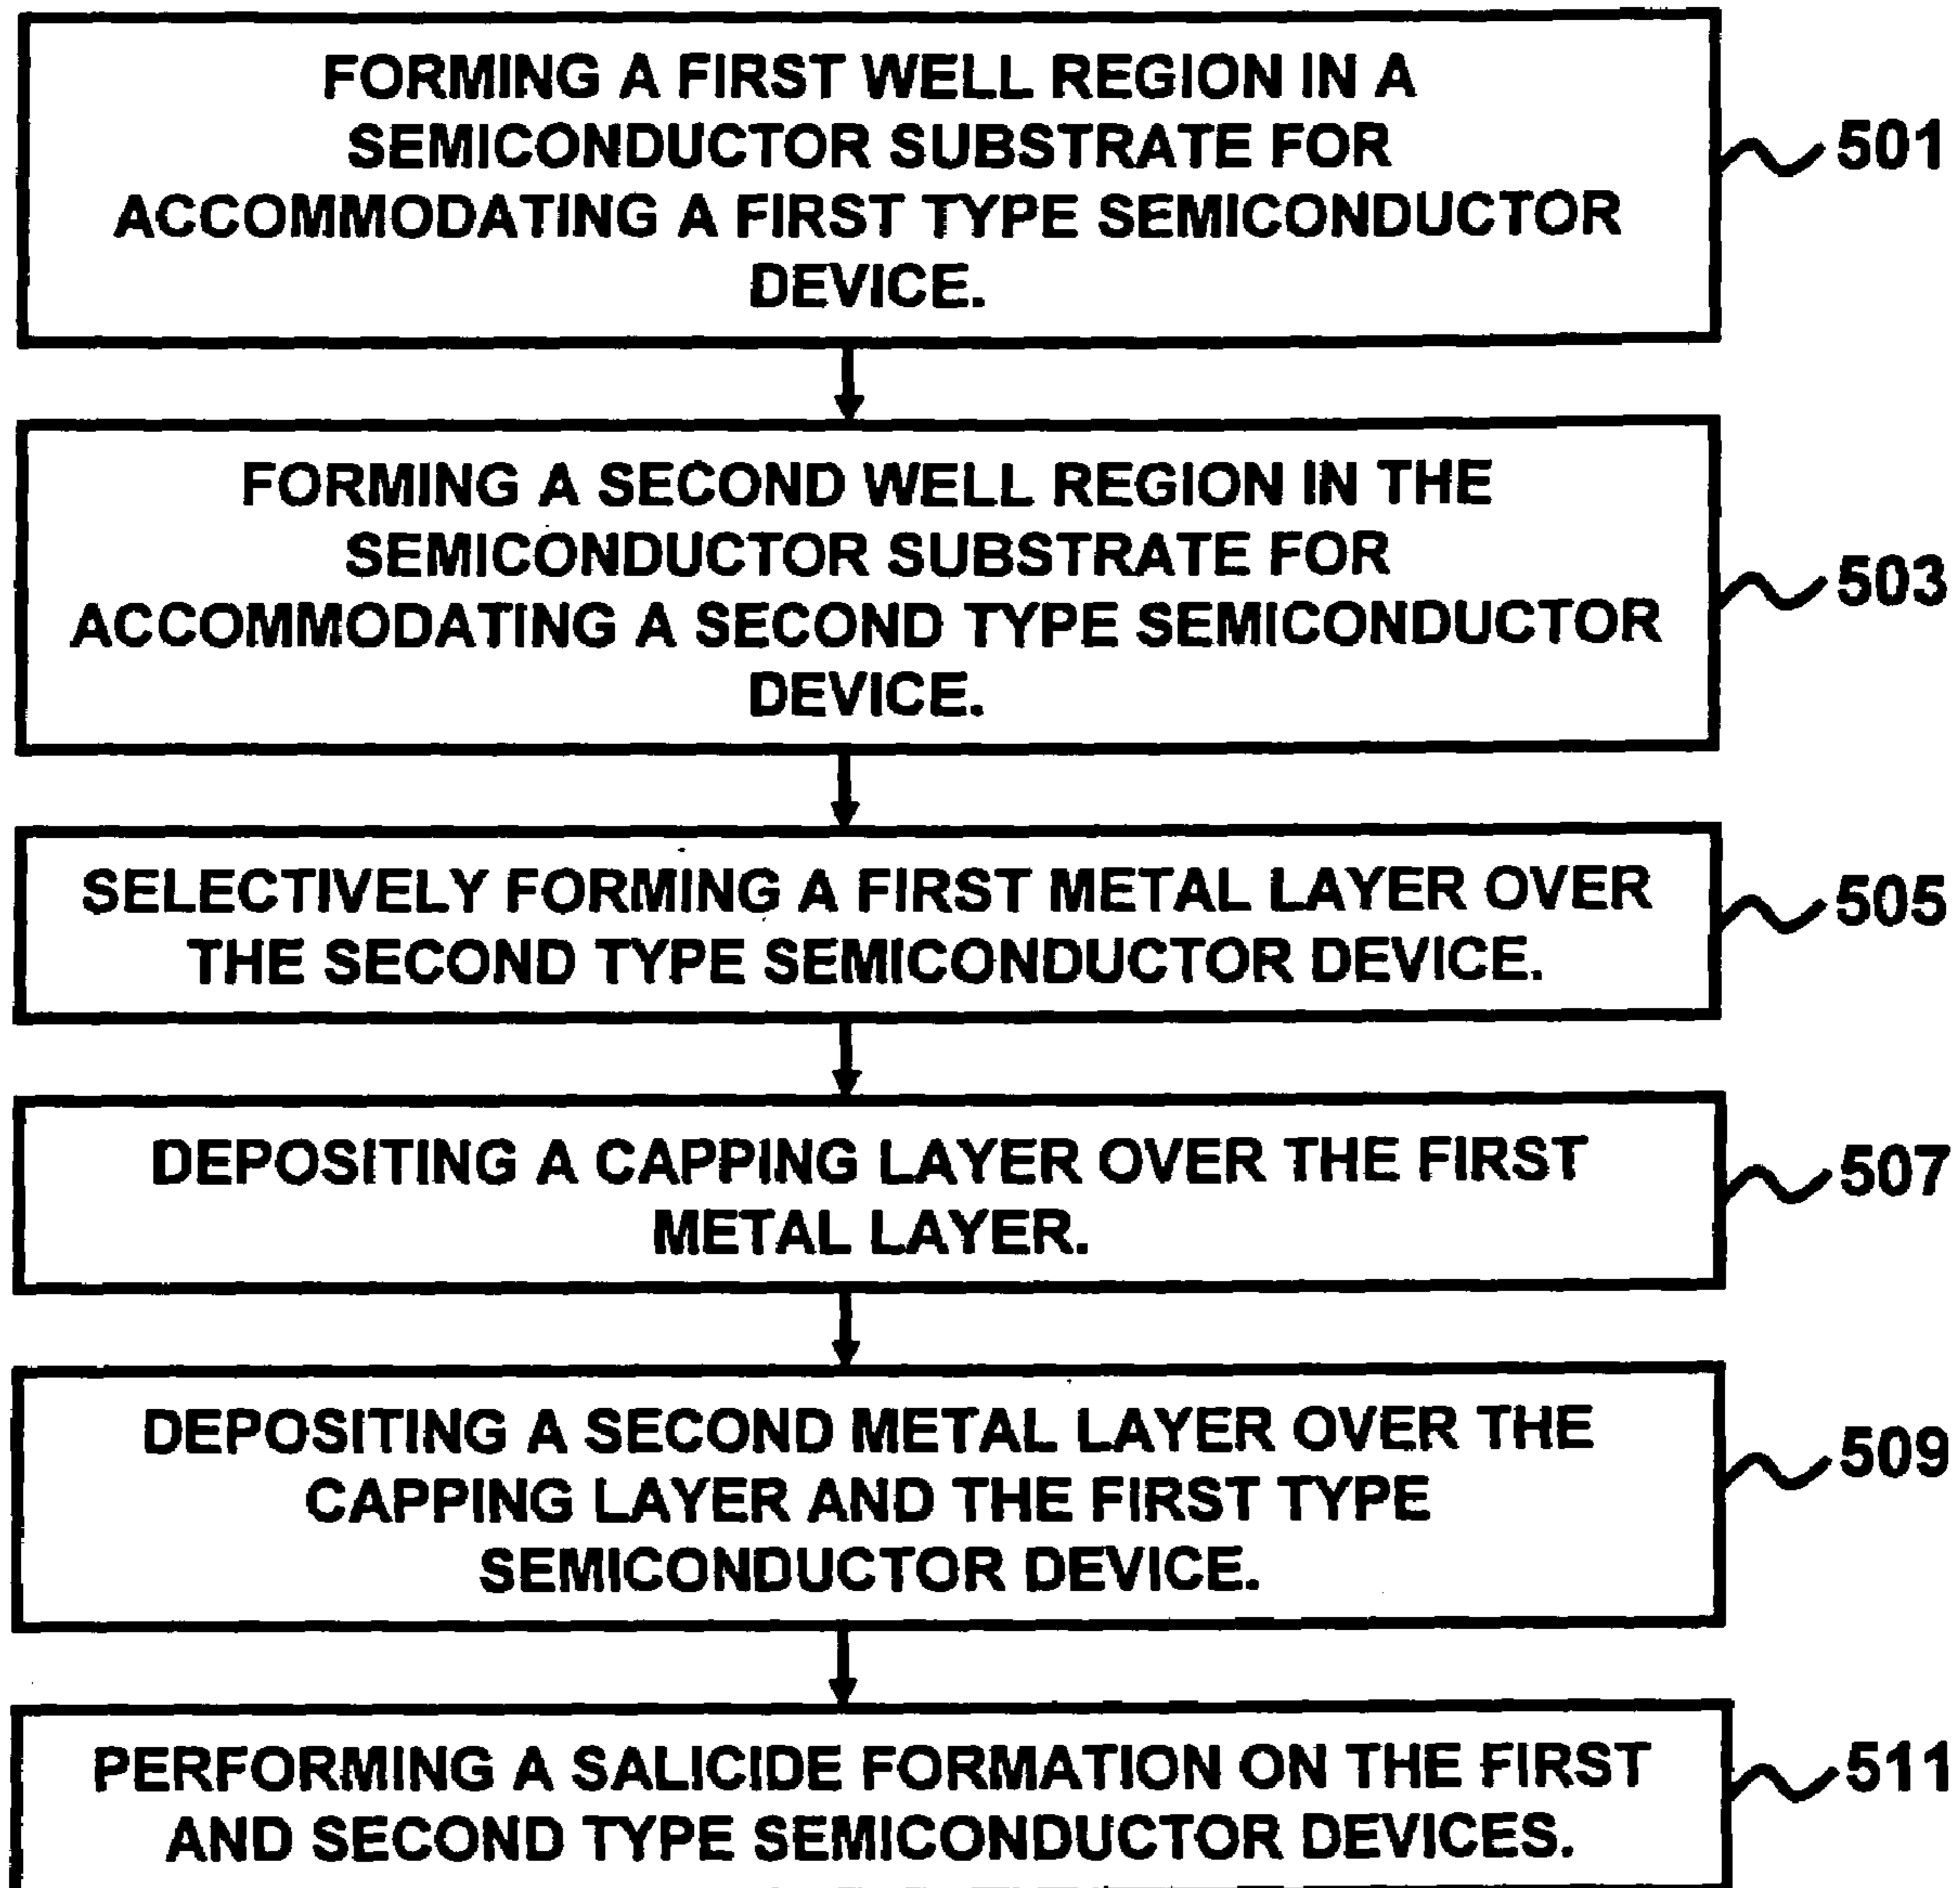 FORMING A FIRST WELL REGION IN A
SEMICONDUCTOR SUBSTRATE FOR
ACCOMMODATING A FIRST TYPE SEMICONDUCTOR
DEVICE.
501
FORMING A SECOND WELL REGION IN THE
SEMICONDUCTOR SUBSTRATE FOR
ACCOMMODATING A SECOND TYPE SEMICONDUCTOR
DEVICE.
503
SELECTIVELY FORMING A FIRST METAL LAYER OVER
THE SECOND TYPE SEMICONDUCTOR DEVICE.
505
DEPOSITING A CAPPING LAYER OVER THE FIRST
METAL LAYER.
507
DEPOSITING A SECOND METAL LAYER OVER THE
CAPPING LAYER AND THE FIRST TYPE
SEMICONDUCTOR DEVICE.
509
PERFORMING A SALICIDE FORMATION ON THE FIRST
AND SECOND TYPE SEMICONDUCTOR DEVICES.
511